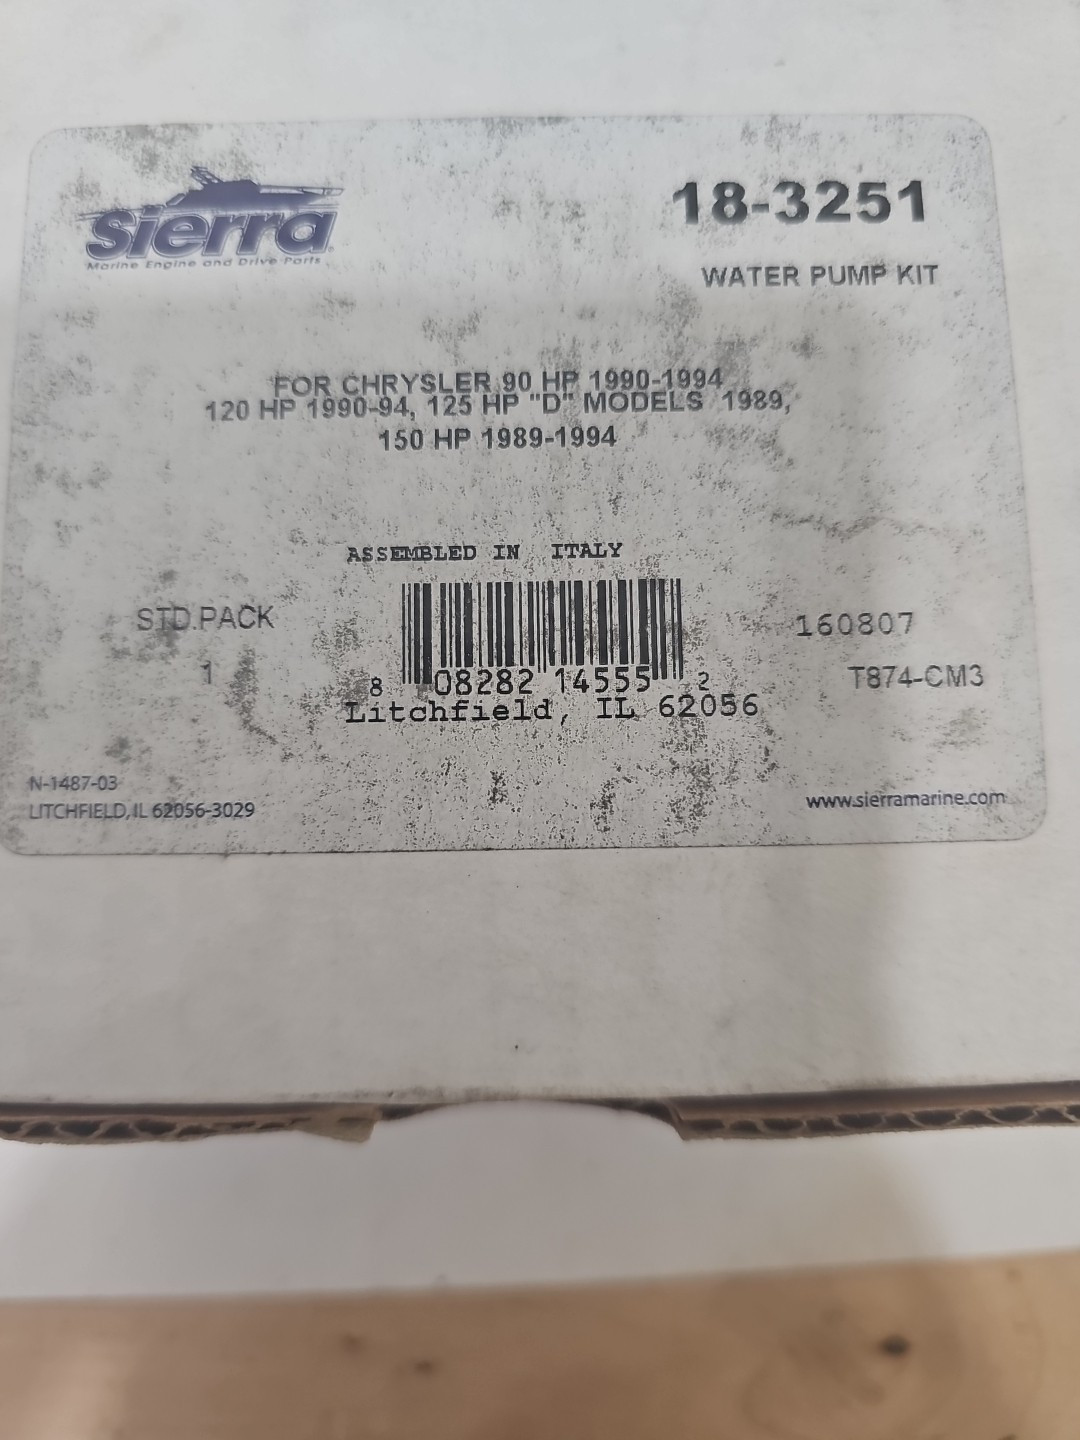 Sierra
Marine Engine and Drive Parts
18-3251
WATER PUMP KIT
FOR CHRYSLER 90 HP 1990-1994
120 HP 1990-94, 125 HP "D" MODELS 1989,
150 HP 1989-1994
ASSEMBLED IN ITALY
STD.PACK
1
8 08282 14555 2
Litchfield, IL 62056
160807
T874-CM3
N-1487-03
LITCHFIELD, IL 62056-3029
www.sierramarine.com